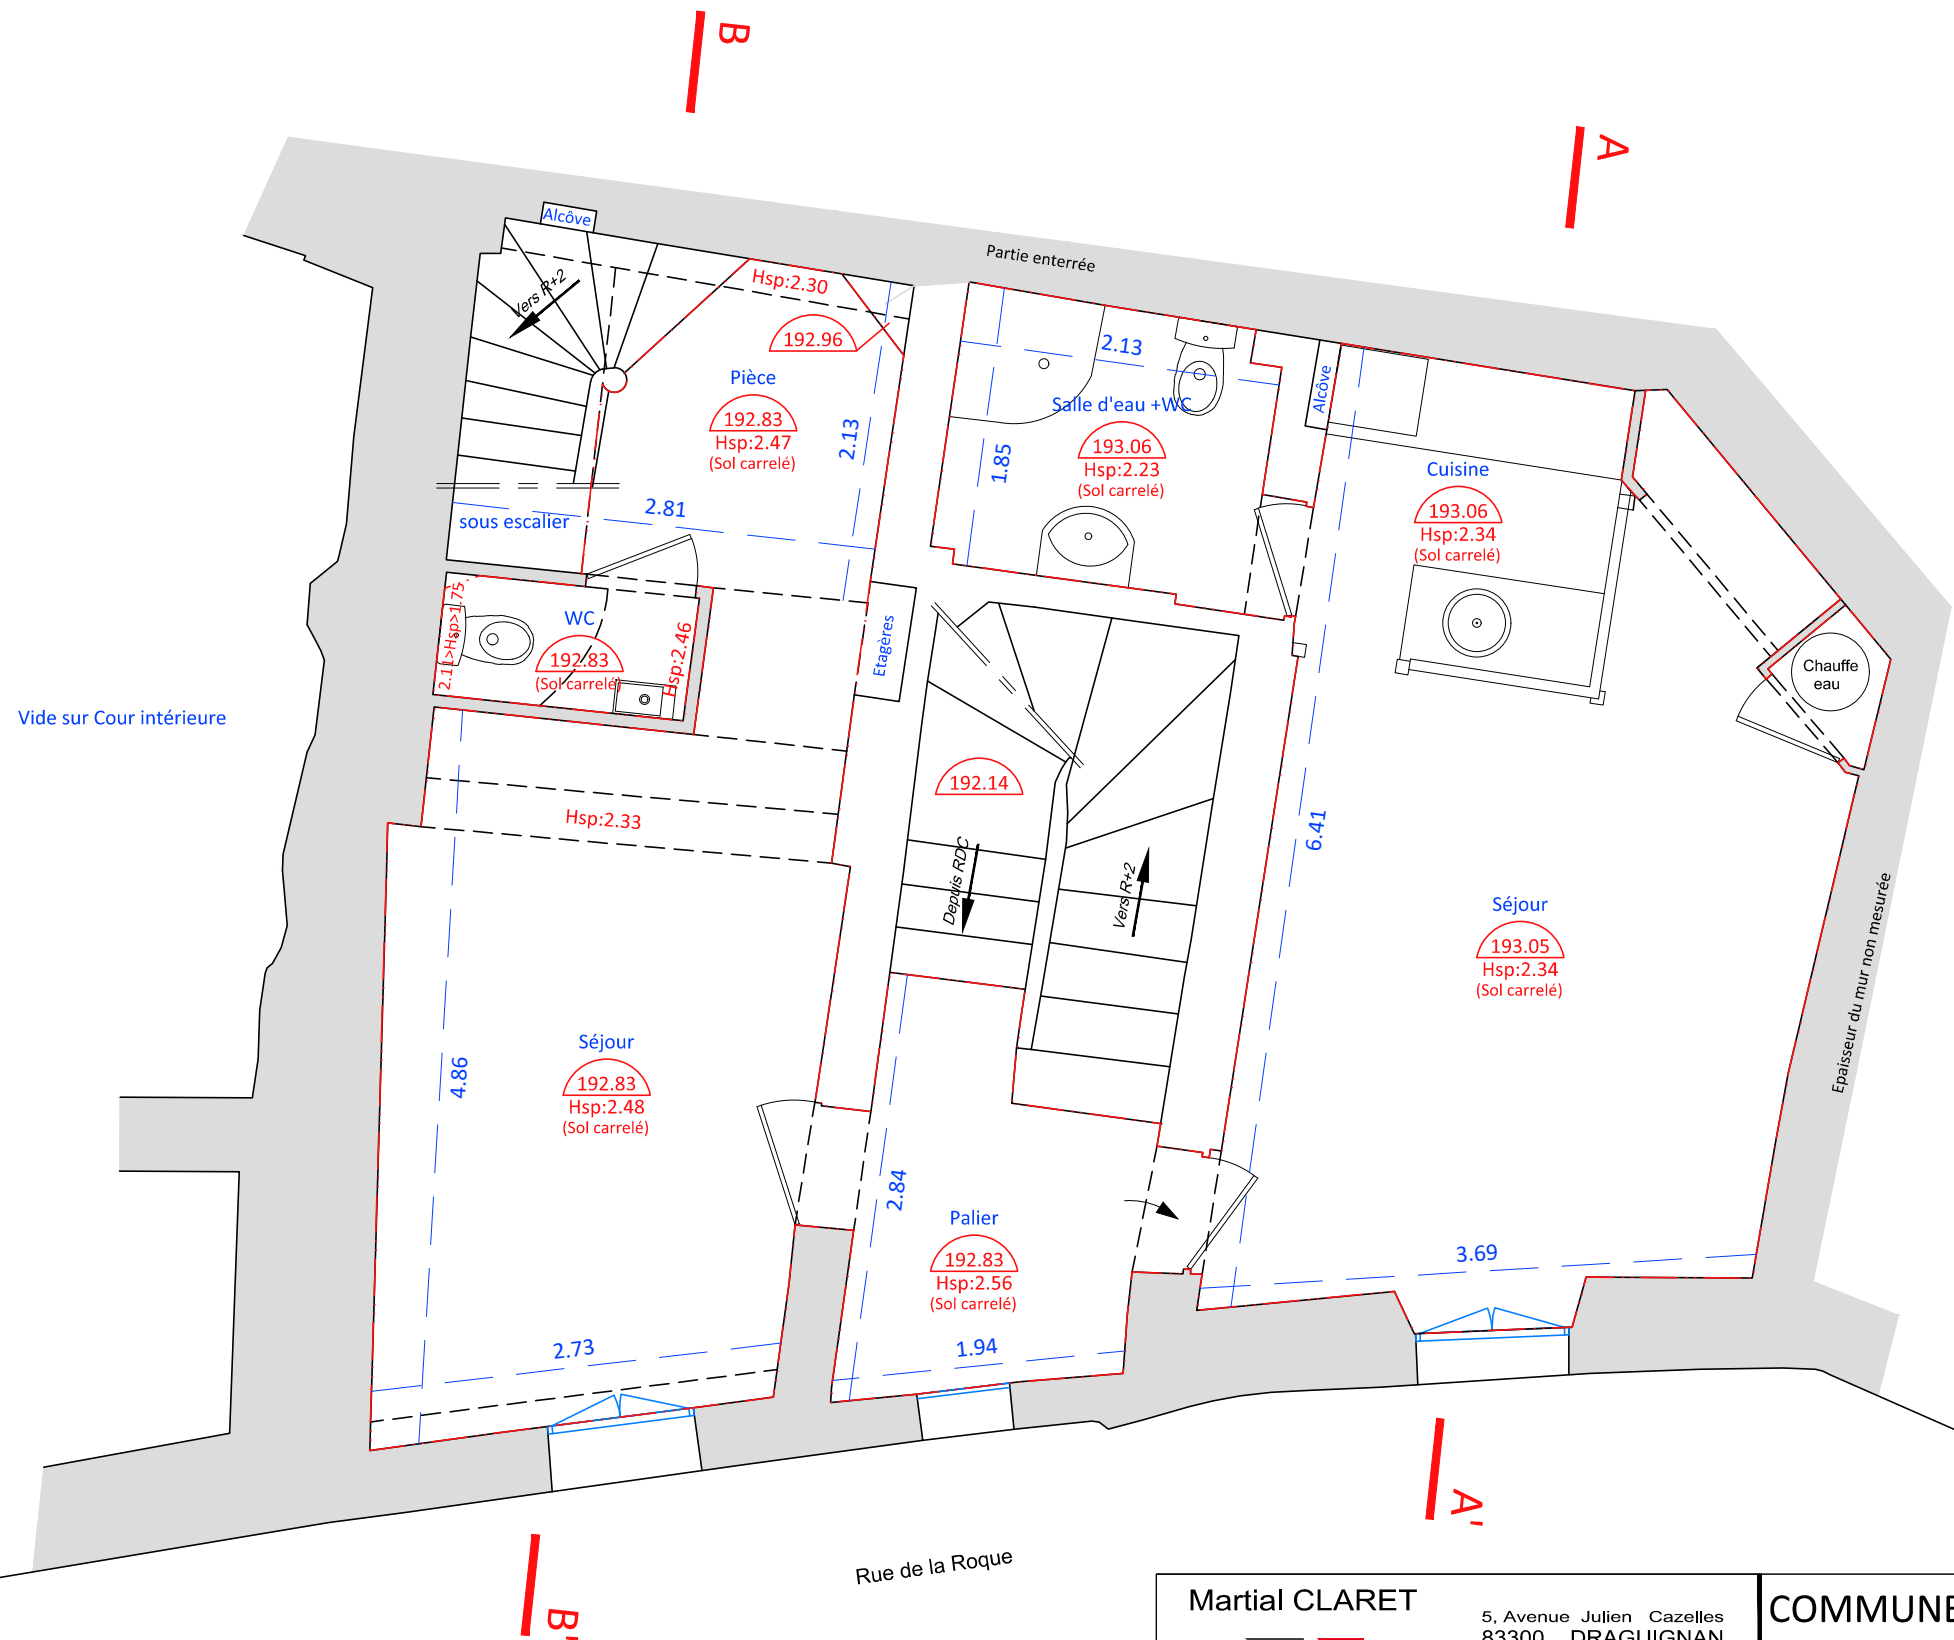 B
A
Alcôve
Partie enterrée
Vers R+2
Hsp:2.30
192.96
2.13
Pièce
192.83
Hsp:2.47
(Sol carrelé)
2.13
2.81
sous escalier
Salle d'eau +WC
193.06
Hsp:2.23
(Sol carrelé)
1.85
Alcôve
Cuisine
193.06
Hsp:2.34
(Sol carrelé)
2.11>Hsp>1.75
WC
192.83
(Sol carrelé)
Hsp:2.46
Etagères
Chauffe
eau
Vide sur Cour intérieure
192.14
Hsp:2.33
Depuis RDC
Vers R+2
6.41
Séjour
193.05
Hsp:2.34
(Sol carrelé)
Epaisseur du mur non mesurée
Séjour
192.83
Hsp:2.48
(Sol carrelé)
4.86
2.84
Palier
192.83
Hsp:2.56
(Sol carrelé)
3.69
2.73
1.94
A'
B'
Rue de la Roque
Martial CLARET
5, Avenue Julien Cazelles
83300 DRAGUIGNAN
COMMUNE